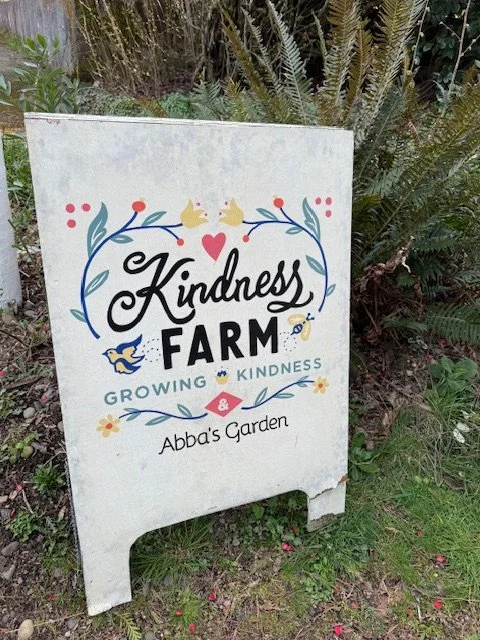 Kindness
FARM
GROWING KINDNESS
&
Abba's Garden